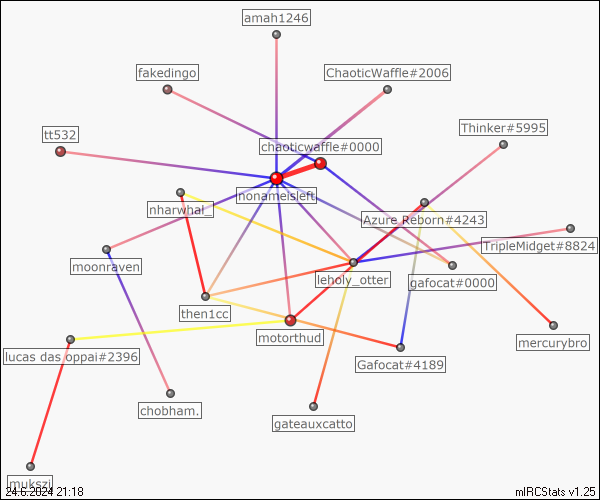 amah1246
fakedingo
ChaoticWaffle#2006
tt532
chaoticwaffle#0000
Thinker#5995
nonameisleft
nharwhal_
Azure Reborn#4243
TripleMidget#8824
moonraven
leholy_otter
gafocat#0000
then1cc
motorthud
mercurybro
lucas das oppai#2396
Gafocat#4189
chobham.
gateauxcatto
mukszi
24.6.2024 21:18
mIRCStats v1.25